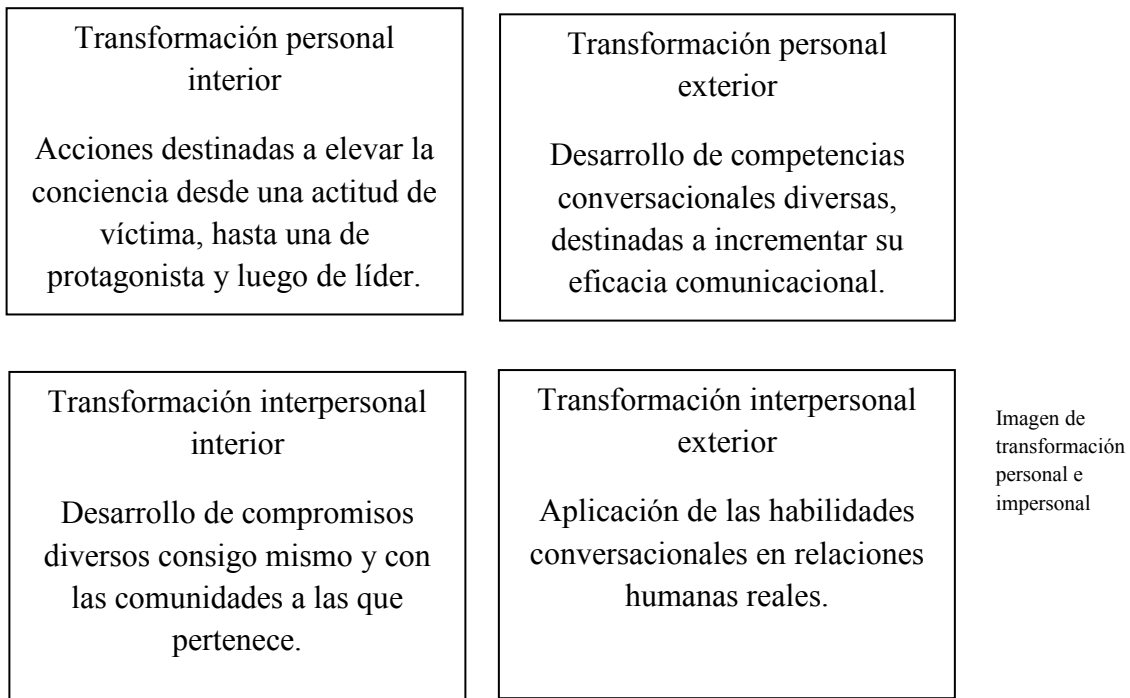 Transformación personal
interior
Acciones destinadas a elevar la
conciencia desde una actitud de
víctima, hasta una de
protagonista y luego de líder.
Transformación personal
exterior
Desarrollo de competencias
conversacionales diversas,
destinadas a incrementar su
eficacia comunicacional.
Transformación interpersonal
interior
Desarrollo de compromisos
diversos consigo mismo y con
las comunidades a las que
pertenece.
Transformación interpersonal
exterior
Aplicación de las habilidades
conversacionales en relaciones
humanas reales.
Imagen de
transformación
personal e
impersonal